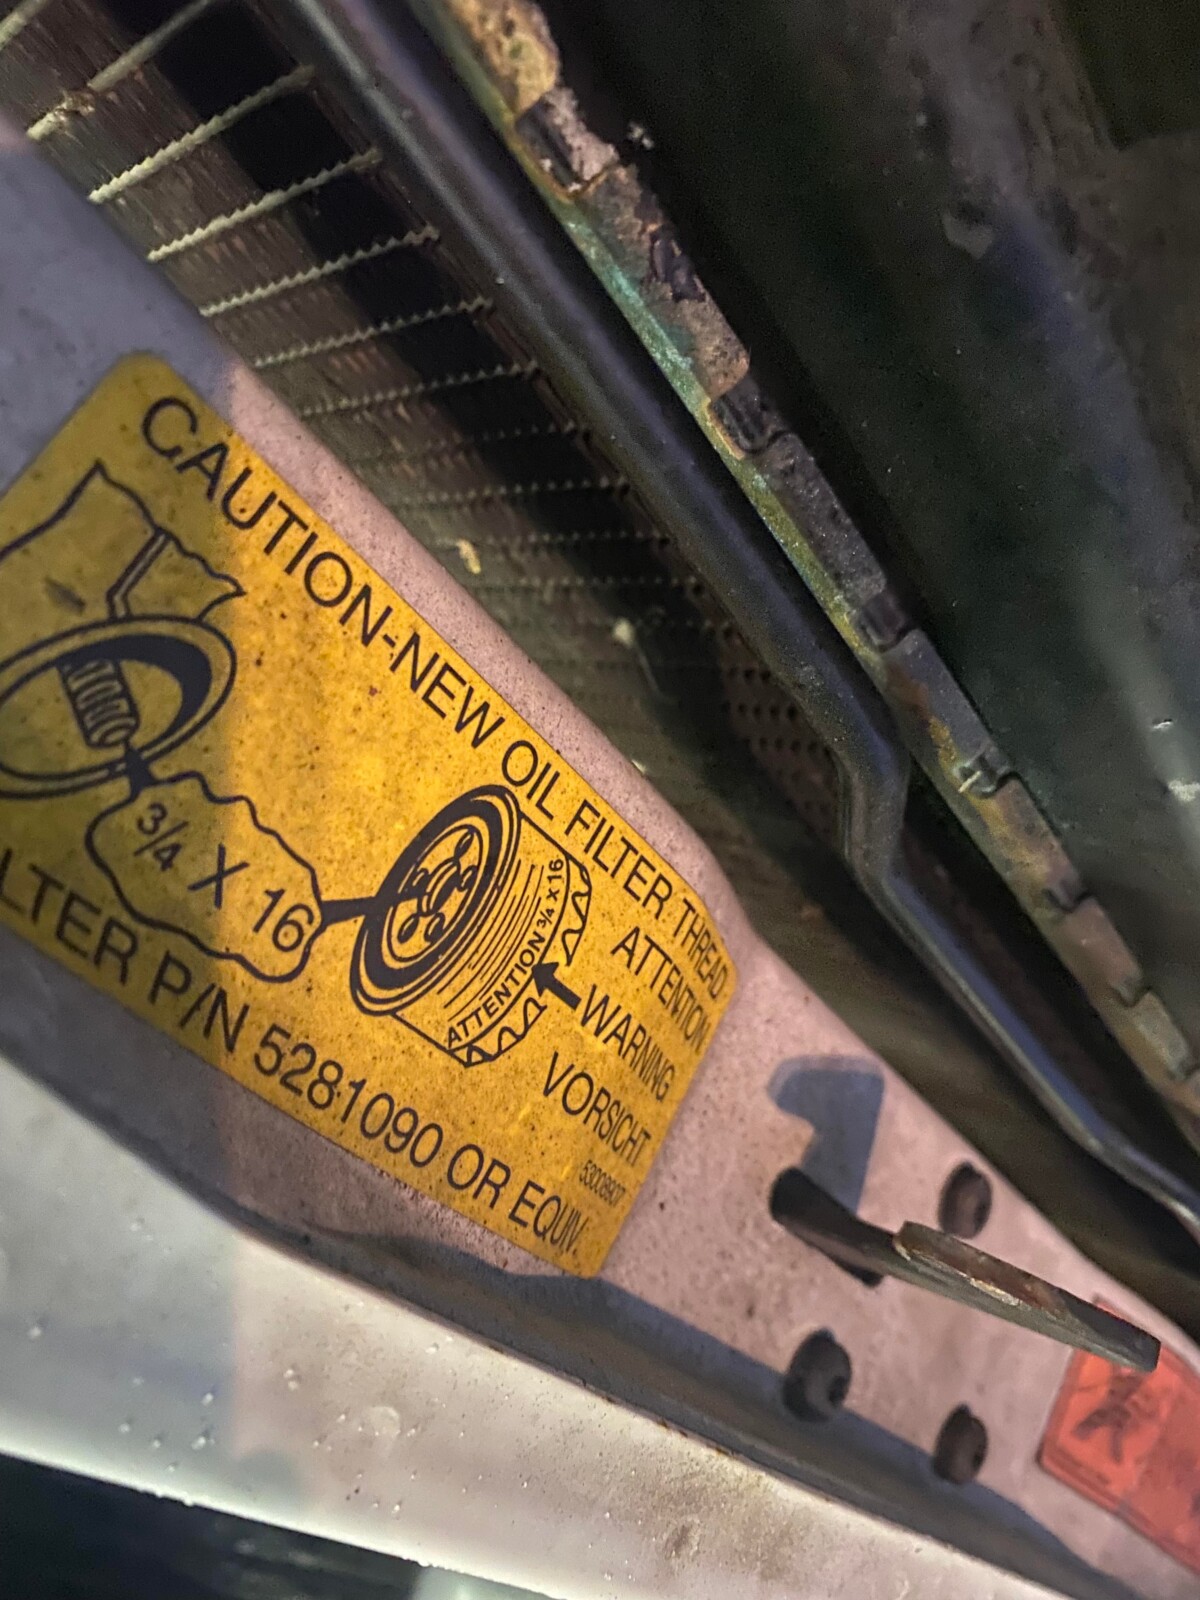 CAUTION-NEW OIL FILTER THREAD
ATTENTION
WARNING
VORSICHT
3/4 X 16
ATTENTION 3/4 X 16
LTER P/N 5281090 OR EQUIV.